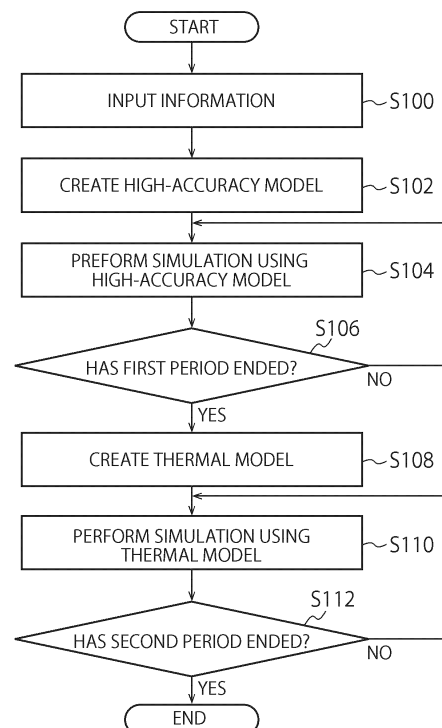 START
INPUT INFORMATION
S100
CREATE HIGH-ACCURACY MODEL
S102
PREFORM SIMULATION USING
HIGH-ACCURACY MODEL
S104
S106
HAS FIRST PERIOD ENDED?
NO
YES
CREATE THERMAL MODEL
S108
PERFORM SIMULATION USING
THERMAL MODEL
S110
S112
HAS SECOND PERIOD ENDED?
NO
YES
END